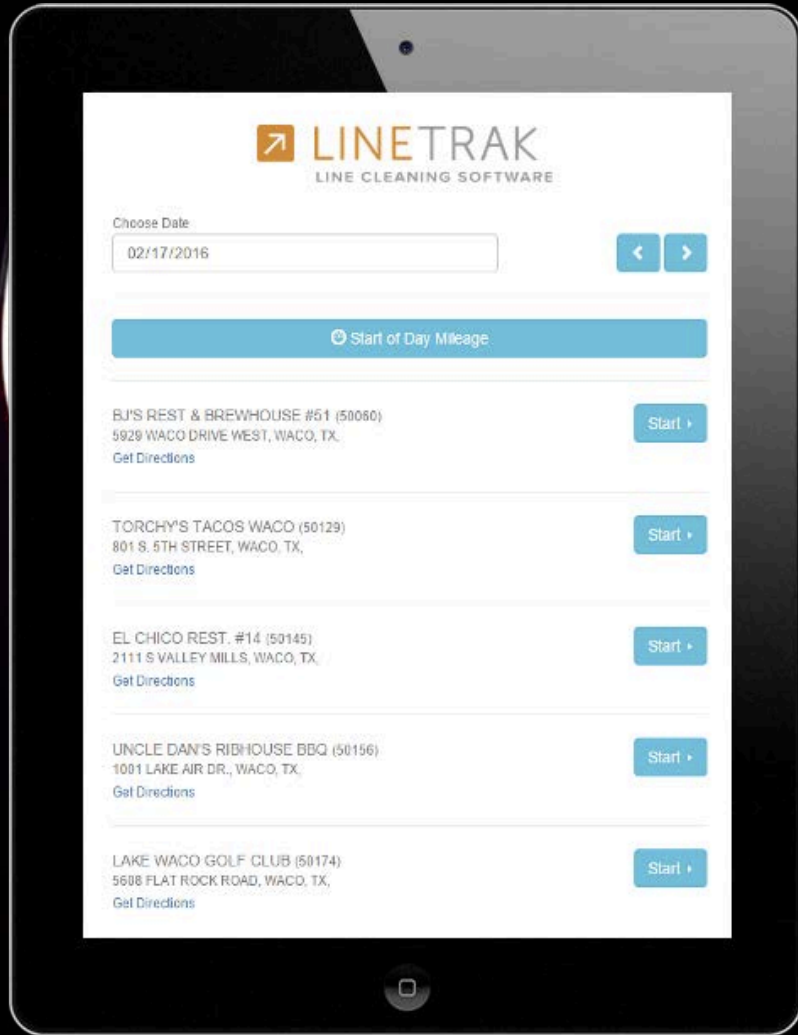 LINETRAK
LINE CLEANING SOFTWARE
Choose Date
02/17/2016
Start of Day Mileage
BJ'S REST & BREWHOUSE #51 (50060)
Start
5929 WACO DRIVE WEST, WACO, TX,
Get Directions
TORCHY'S TACOS WACO (50129)
Start
801 S. 5TH STREET, WACO, TX,
Get Directions
EL CHICO REST. #14 (50145)
Start
2111 S VALLEY MILLS, WACO, TX,
Get Directions
UNCLE DAN'S RIBHOUSE BBQ (50156)
Start
1001 LAKE AIR DR., WACO, TX,
Get Directions
LAKE WACO GOLF CLUB (50174)
Start
5608 FLAT ROCK ROAD, WACO, TX,
Get Directions